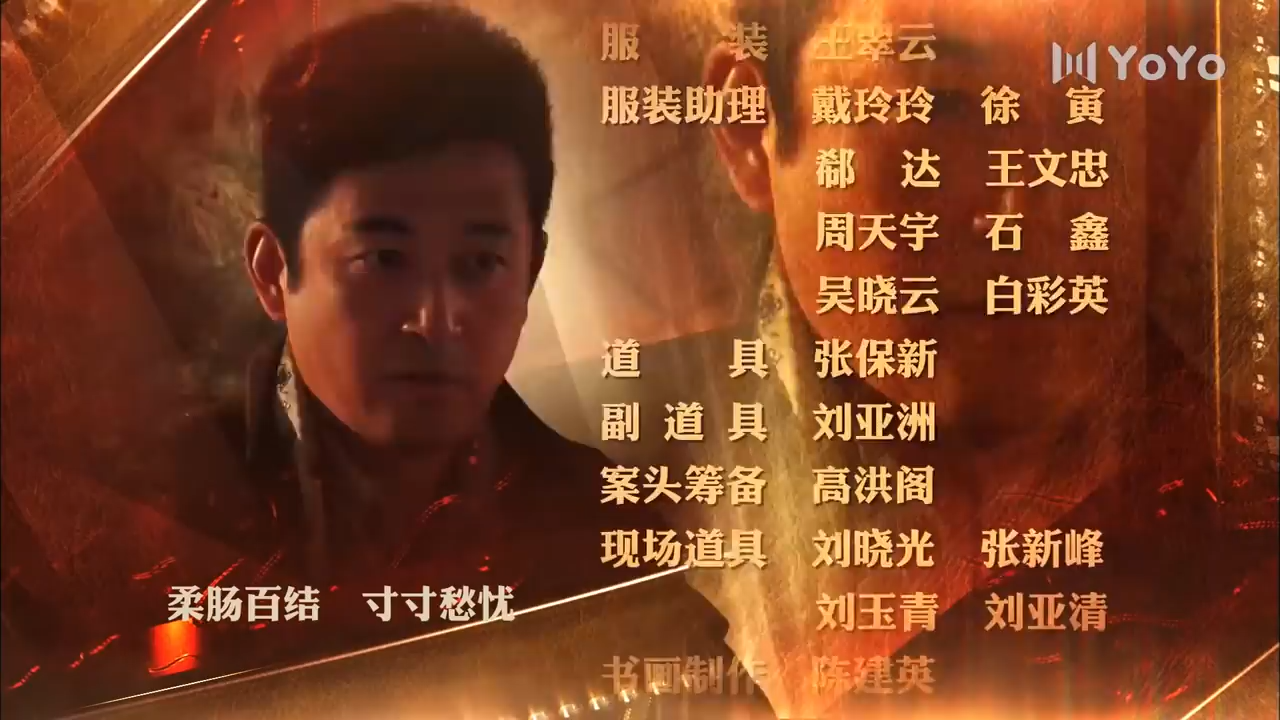 服装 王翠云
YoYo
服装助理 戴玲玲 徐寅
郗达 王文忠
周天宇 石鑫
吴晓云 白彩英
道具 张保新
副道具 刘亚洲
案头筹备 高洪阁
现场道具 刘晓光 张新峰
柔肠百结 寸寸愁忧
刘玉青 刘亚清
书画制作 陈建英